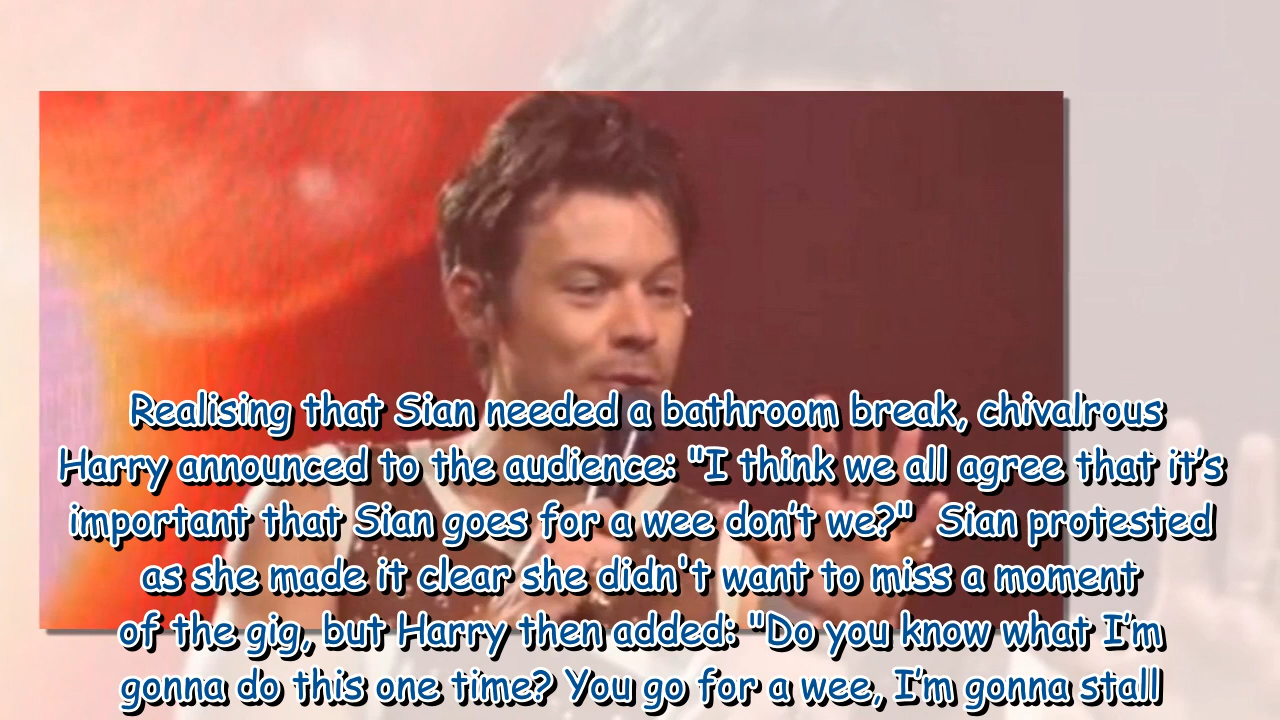 Realising that Sian needed a bathroom break, chivalrous
Harry announced to the audience: "I think we all agree that it’s
important that Sian goes for a wee don’t we?"  Sian protested
as she made it clear she didn't want to miss a moment
of the gig, but Harry then added: "Do you know what I’m
gonna do this one time? You go for a wee, I’m gonna stall